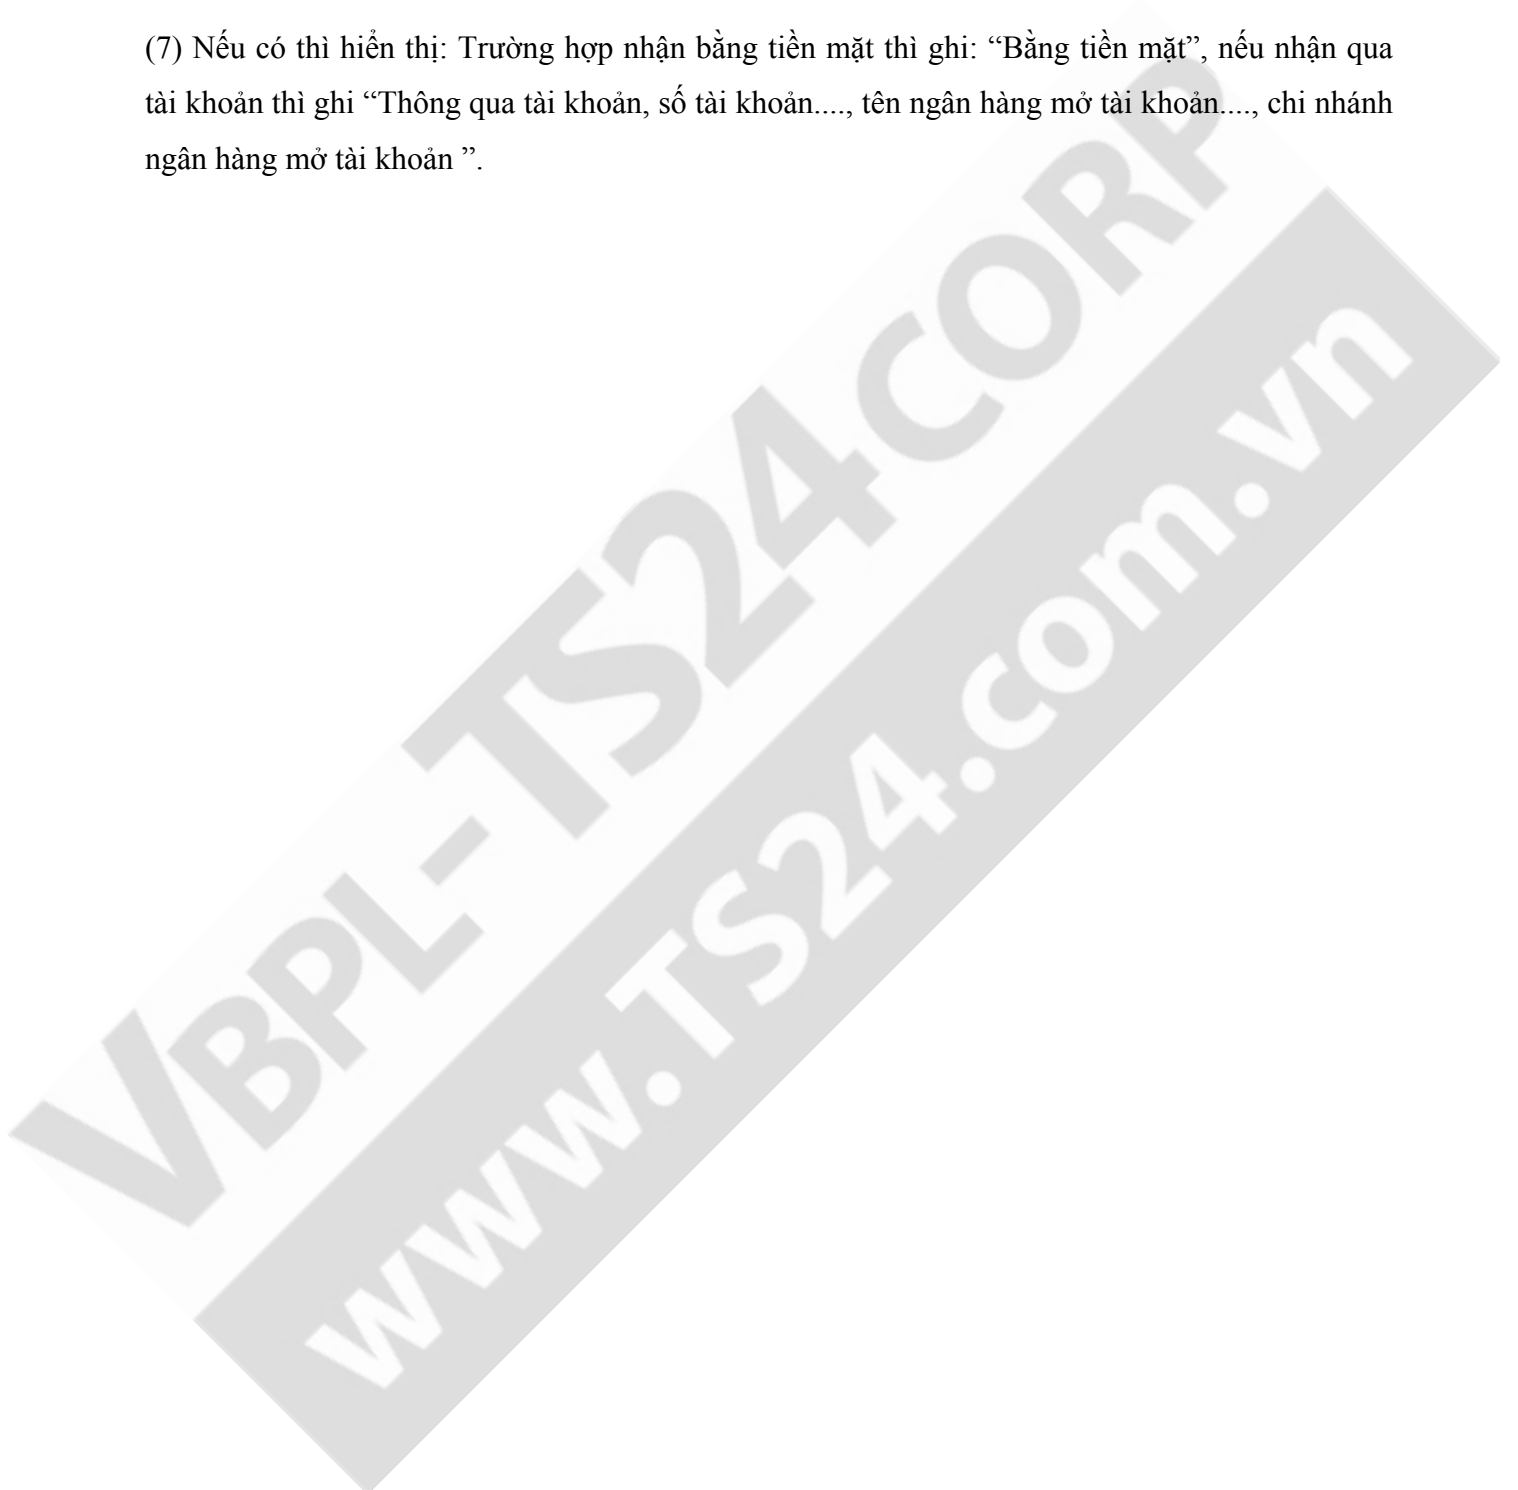 (7) Nếu có thì hiển thị: Trường hợp nhận bằng tiền mặt thì ghi: “Bằng tiền mặt”, nếu nhận qua
tài khoản thì ghi “Thông qua tài khoản, số tài khoản...., tên ngân hàng mở tài khoản...., chi nhánh
ngân hàng mở tài khoản ”.
VBPL-TS24CORP
www.TS24.com.vn